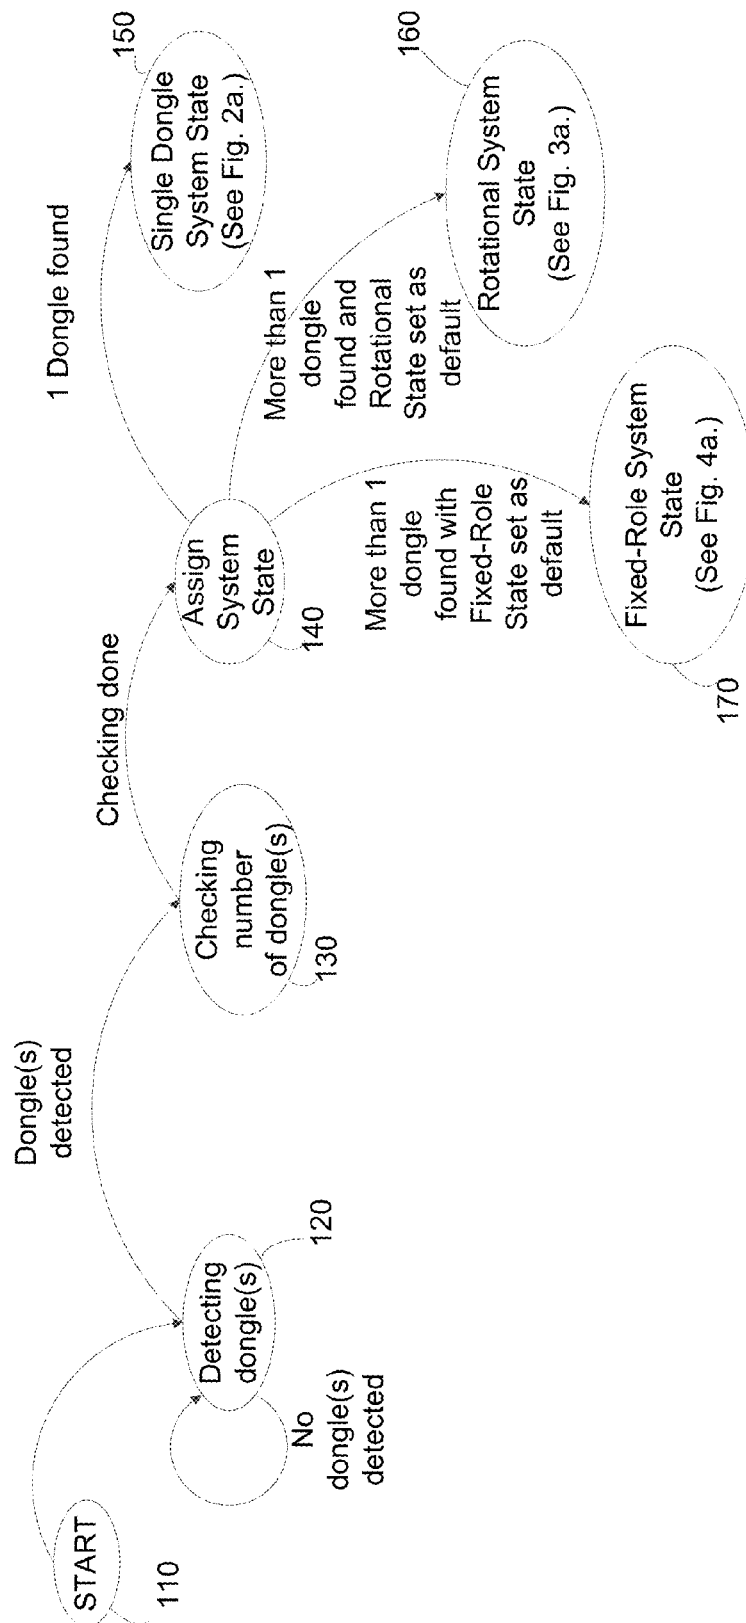 START
110
Detecting
dongle(s)
120
No
dongle(s)
detected
Dongle(s)
detected
Checking
number
of dongle(s)
130
Checking done
Assign
System
State
140
1 Dongle found
Single Dongle
System State
(See Fig. 2a.)
150
More than 1
dongle
found and
Rotational
State set as
default
Rotational System
State
(See Fig. 3a.)
160
More than 1
dongle
found with
Fixed-Role
State set as
default
Fixed-Role System
State
(See Fig. 4a.)
170